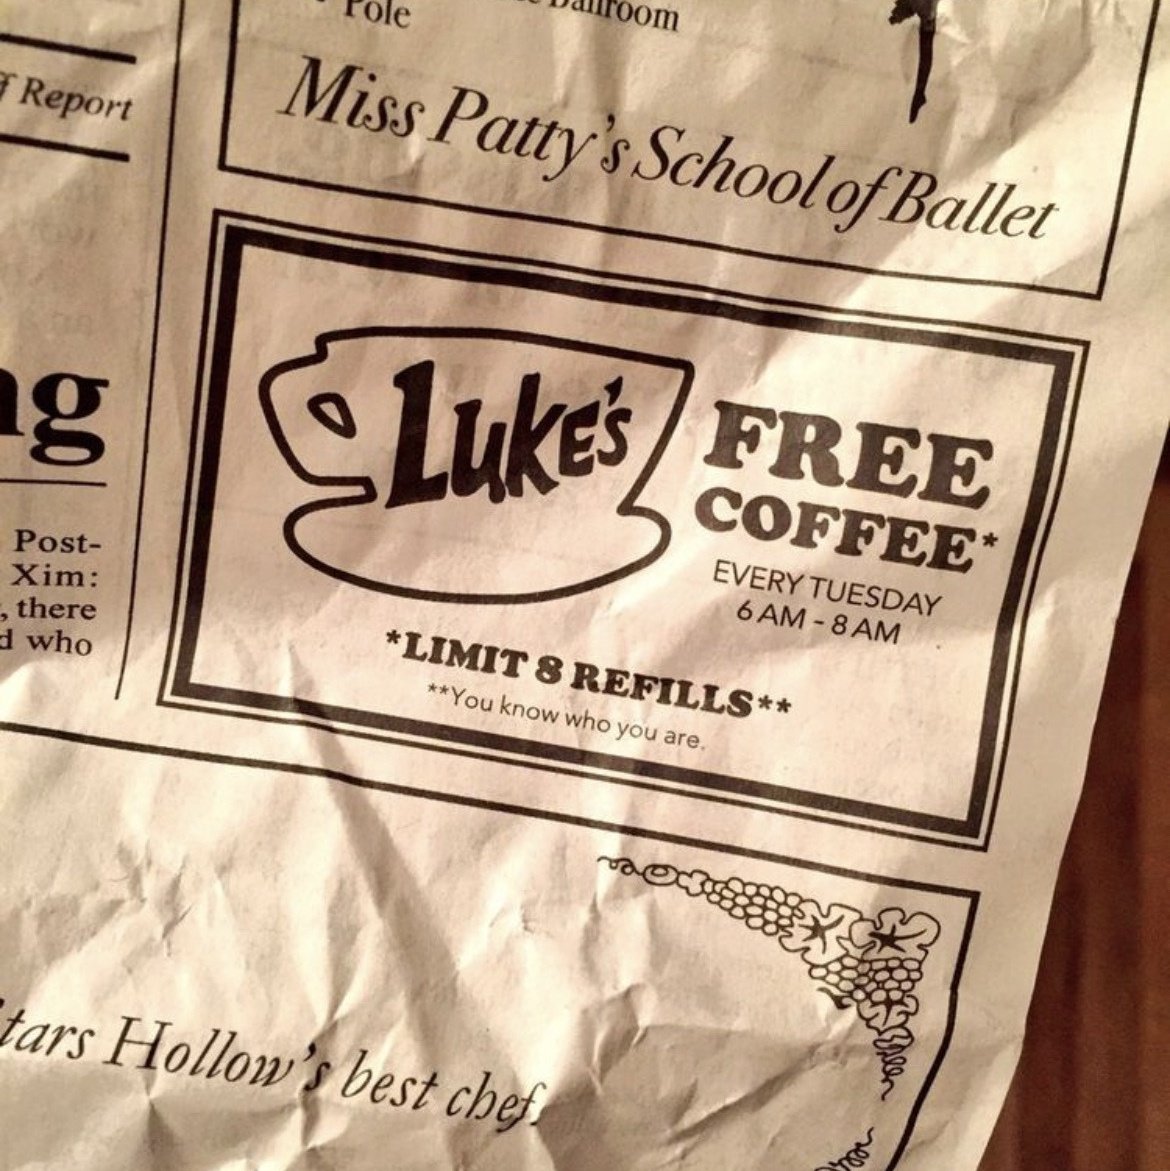 Pole
Ballroom
Miss Patty's School of Ballet
Report
LUKE'S
FREE
COFFEE*
EVERY TUESDAY
6 AM - 8 AM
*LIMIT 8 REFILLS**
**You know who you are.
Post-
Xim:
, there
who
tars Hollow's best chef.